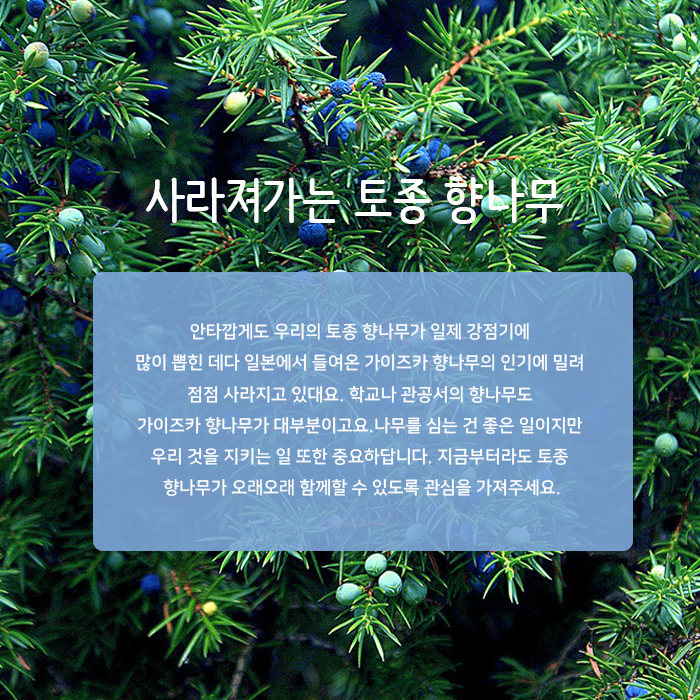 사라져가는 토종 향나무
안타깝게도 우리의 토종 향나무가 일제 강점기에
많이 뽑힌 데다 일본에서 들여온 가이즈카 향나무의 인기에 밀려
점점 사라지고 있대요. 학교나 관공서의 향나무도
가이즈카 향나무가 대부분이고요.나무를 심는 건 좋은 일이지만
우리 것을 지키는 일 또한 중요하답니다. 지금부터라도 토종
향나무가 오래오래 함께할 수 있도록 관심을 가져주세요.